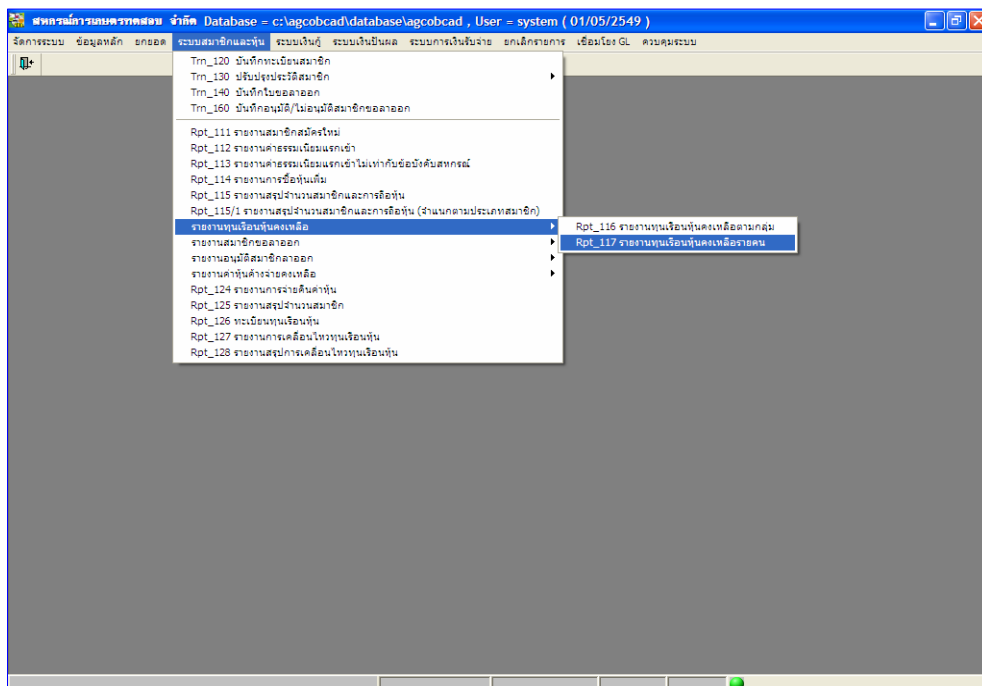 สหกรณ์การเกษตรทดสอบ จำกัด Database = c:\agcobcad\database\agcobcad , User = system ( 01/05/2549 )
จัดการระบบ ข้อมูลหลัก ยกยอด ระบบสมาชิกและหุ้น ระบบเงินกู้ ระบบเงินปันผล ระบบการเงินรับจ่าย ยกเลิกรายการ เชื่อมโยง GL ควบคุมระบบ
Trn_120 บันทึกทะเบียนสมาชิก
Trn_130 ปรับปรุงประวัติสมาชิก
Trn_140 บันทึกใบขอลาออก
Trn_160 บันทึกอนุมัติ/ไม่อนุมัติสมาชิกขอลาออก
Rpt_111 รายงานสมาชิกสมัครใหม่
Rpt_112 รายงานค่าธรรมเนียมแรกเข้า
Rpt_113 รายงานค่าธรรมเนียมแรกเข้าไม่เท่ากับข้อบังคับสหกรณ์
Rpt_114 รายงานการซื้อหุ้นเพิ่ม
Rpt_115 รายงานสรุปจำนวนสมาชิกและการถือหุ้น
Rpt_115/1 รายงานสรุปจำนวนสมาชิกและการถือหุ้น (จำแนกตามประเภทสมาชิก)
รายงานทุนเรือนหุ้นคงเหลือ
Rpt_116 รายงานทุนเรือนหุ้นคงเหลือตามกลุ่ม
Rpt_117 รายงานทุนเรือนหุ้นคงเหลือรายคน
รายงานสมาชิกขอลาออก
รายงานอนุมัติสมาชิกลาออก
รายงานค่าหุ้นค้างจ่ายคงเหลือ
Rpt_124 รายงานการจ่ายคืนค่าหุ้น
Rpt_125 รายงานสรุปจำนวนสมาชิก
Rpt_126 ทะเบียนทุนเรือนหุ้น
Rpt_127 รายงานการเคลื่อนไหวทุนเรือนหุ้น
Rpt_128 รายงานสรุปการเคลื่อนไหวทุนเรือนหุ้น